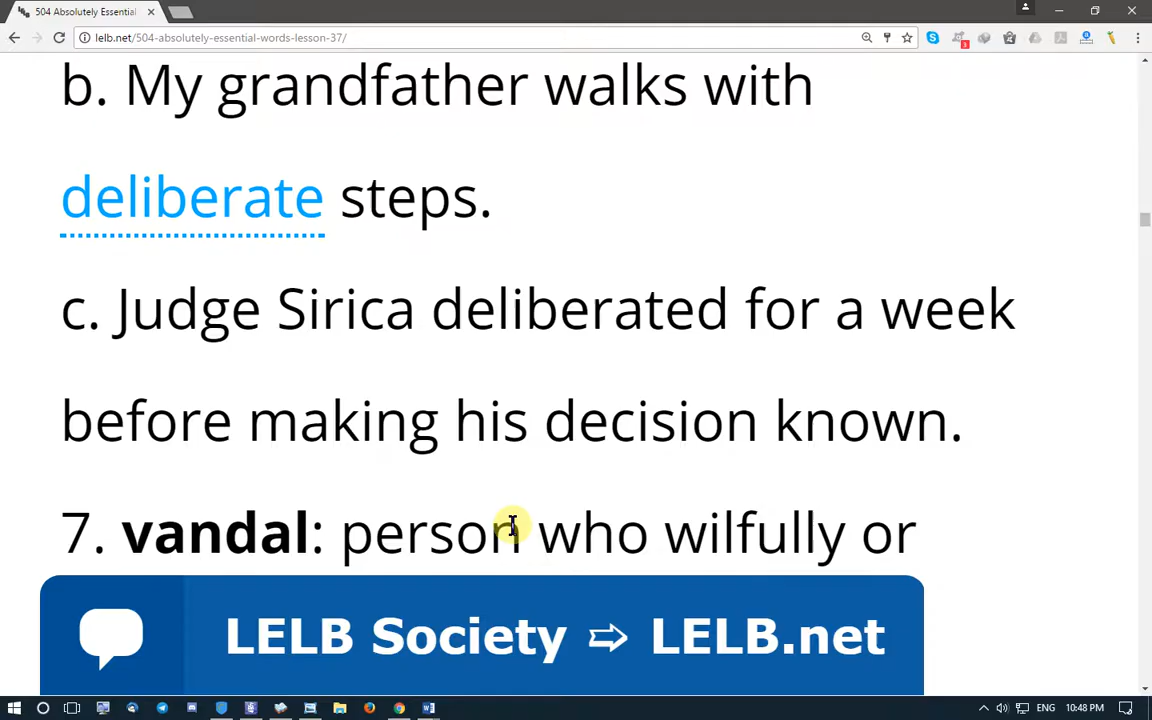 504 Absolutely Essential
lelb.net/504-absolutely-essential-words-lesson-37/
b. My grandfather walks with
deliberate steps.
c. Judge Sirica deliberated for a week
before making his decision known.
7. vandal: person who wilfully or
LELB Society ⇨ LELB.net
ENG 10:48 PM